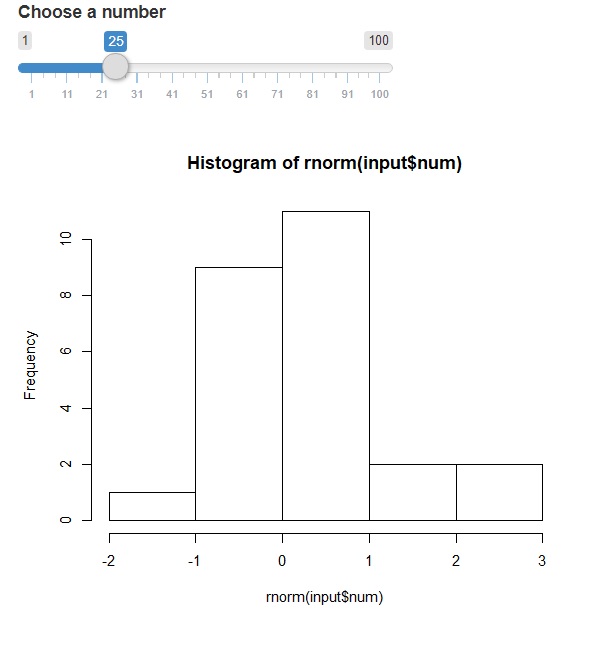 Choose a number
1 25 100
1 11 21 31 41 51 61 71 81 91 100
Histogram of rnorm(input$num)
10
8
6
4
2
0
Frequency
-2 -1 0 1 2 3
rnorm(input$num)